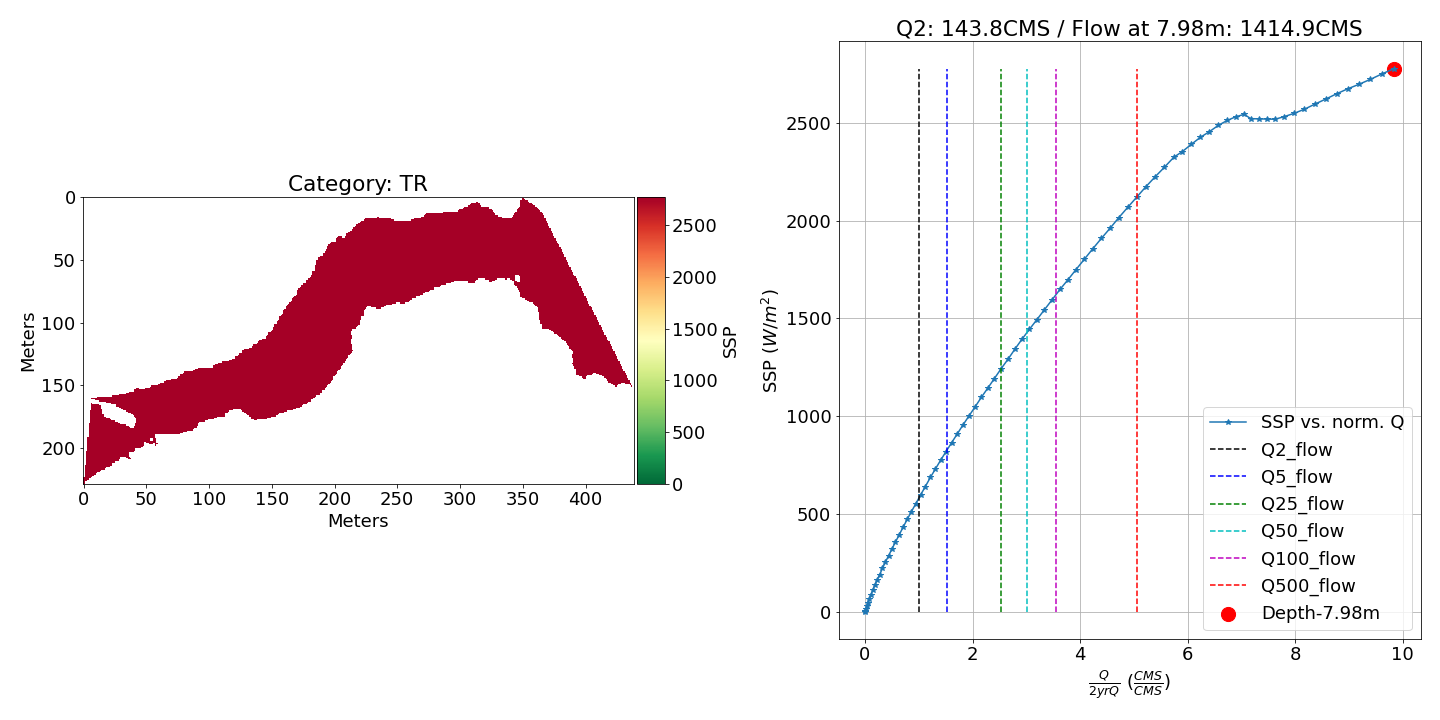 Category: TR
0
50
100
150
200
Meters
0
50
100
150
200
250
300
350
400
Meters
2500
2000
1500
1000
500
0
SSP
Q2: 143.8CMS / Flow at 7.98m: 1414.9CMS
2500
2000
1500
1000
500
0
SSP (W/m²)
0
2
4
6
8
10
Q/2yrQ (CMS/CMS)
SSP vs. norm. Q
Q2_flow
Q5_flow
Q25_flow
Q50_flow
Q100_flow
Q500_flow
Depth-7.98m